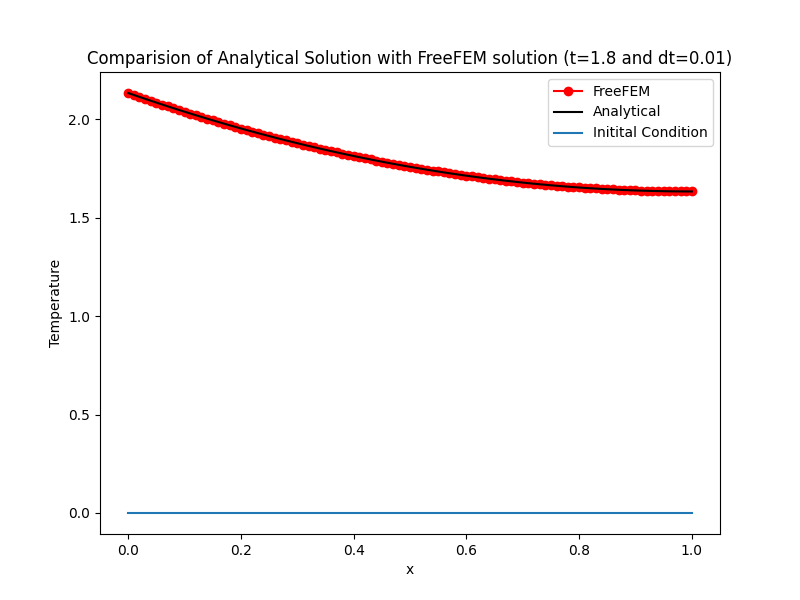 Comparision of Analytical Solution with FreeFEM solution (t=1.8 and dt=0.01)
FreeFEM
Analytical
Initital Condition
2.0
1.5
1.0
0.5
0.0
Temperature
0.0 0.2 0.4 0.6 0.8 1.0
x